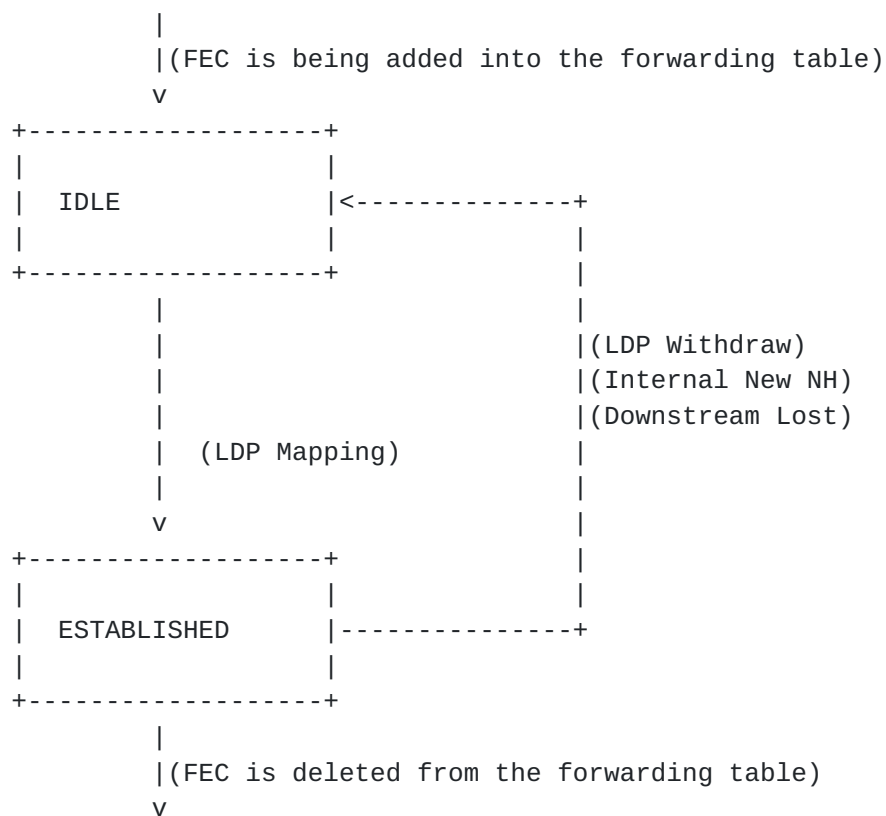 (FEC is being added into the forwarding table)
IDLE
(LDP Withdraw)
(Internal New NH)
(Downstream Lost)
(LDP Mapping)
ESTABLISHED
(FEC is deleted from the forwarding table)